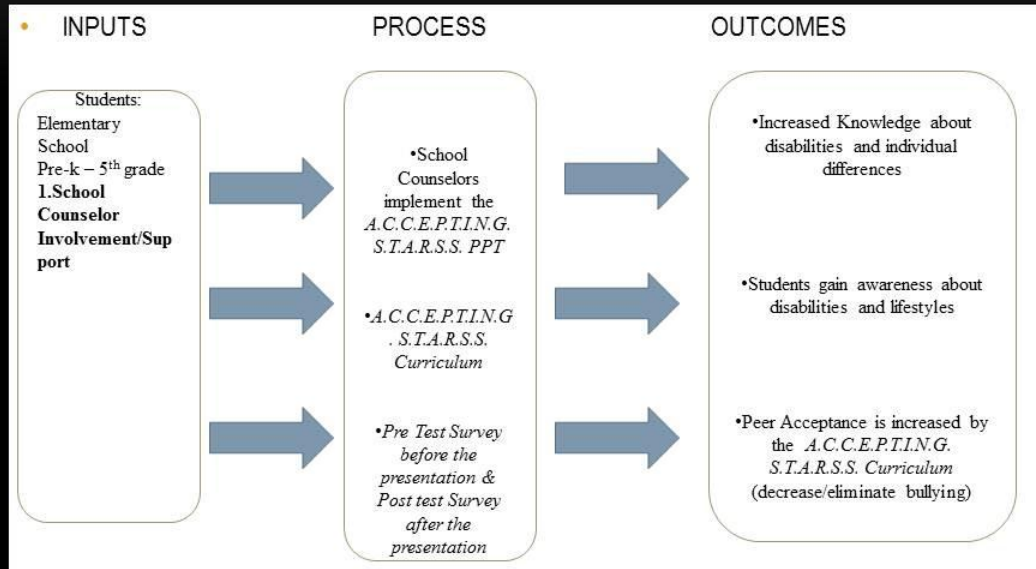 • INPUTS
PROCESS
OUTCOMES
Students:
Elementary
School
Pre-k – 5th grade
1.School
Counselor
Involvement/Sup
port
•School
Counselors
implement the
A.C.C.E.P.T.I.N.G.
S.T.A.R.S.S. PPT
•A.C.C.E.P.T.I.N.G
. S.T.A.R.S.S.
Curriculum
•Pre Test Survey
before the
presentation &
Post test Survey
after the
presentation
•Increased Knowledge about
disabilities and individual
differences
•Students gain awareness about
disabilities and lifestyles
•Peer Acceptance is increased by
the A.C.C.E.P.T.I.N.G.
S.T.A.R.S.S. Curriculum
(decrease/eliminate bullying)